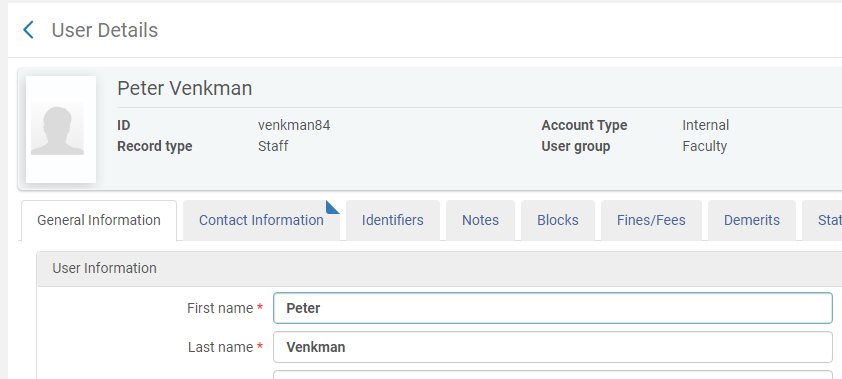 User Details
Peter Venkman
ID venkman84 Account Type Internal
Record type Staff User group Faculty
General Information Contact Information Identifiers Notes Blocks Fines/Fees Demerits Stat
User Information
First name * Peter
Last name * Venkman